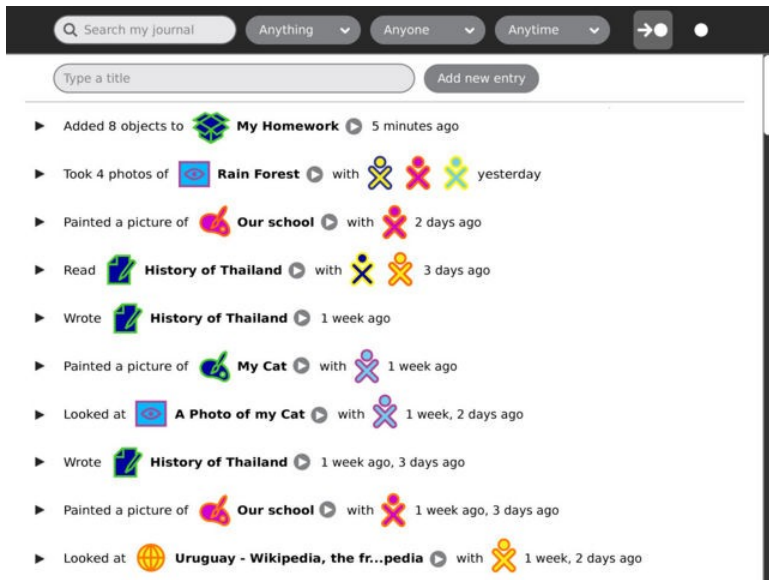 Search my journal Anything Anyone Anytime
Type a title Add new entry
Added 8 objects to My Homework 5 minutes ago
Took 4 photos of Rain Forest with yesterday
Painted a picture of Our school with 2 days ago
Read History of Thailand with 3 days ago
Wrote History of Thailand 1 week ago
Painted a picture of My Cat with 1 week ago
Looked at A Photo of my Cat with 1 week, 2 days ago
Wrote History of Thailand 1 week ago, 3 days ago
Painted a picture of Our school with 1 week ago, 3 days ago
Looked at Uruguay - Wikipedia, the fr...pedia with 1 week, 2 days ago